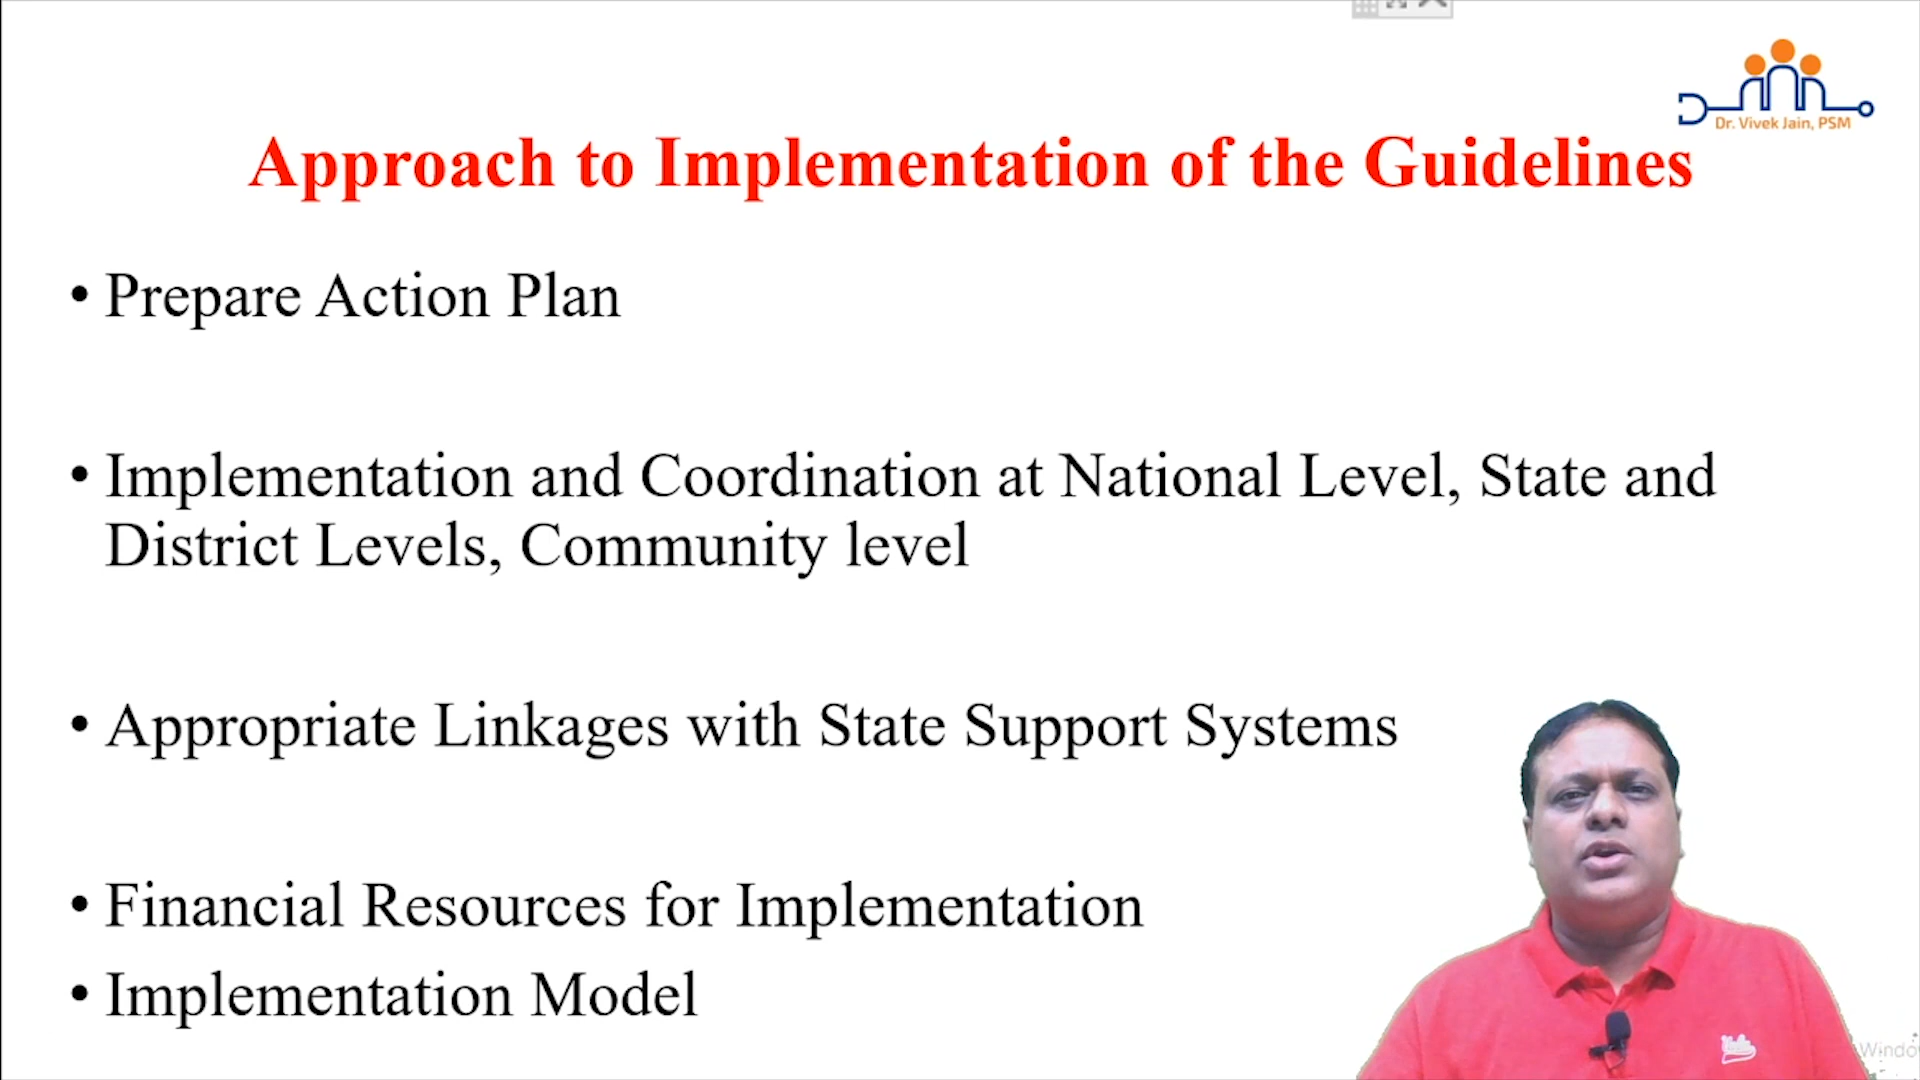 Dr. Vivek Jain, PSM
Approach to Implementation of the Guidelines
• Prepare Action Plan
• Implementation and Coordination at National Level, State and
District Levels, Community level
• Appropriate Linkages with State Support Systems
• Financial Resources for Implementation
• Implementation Model